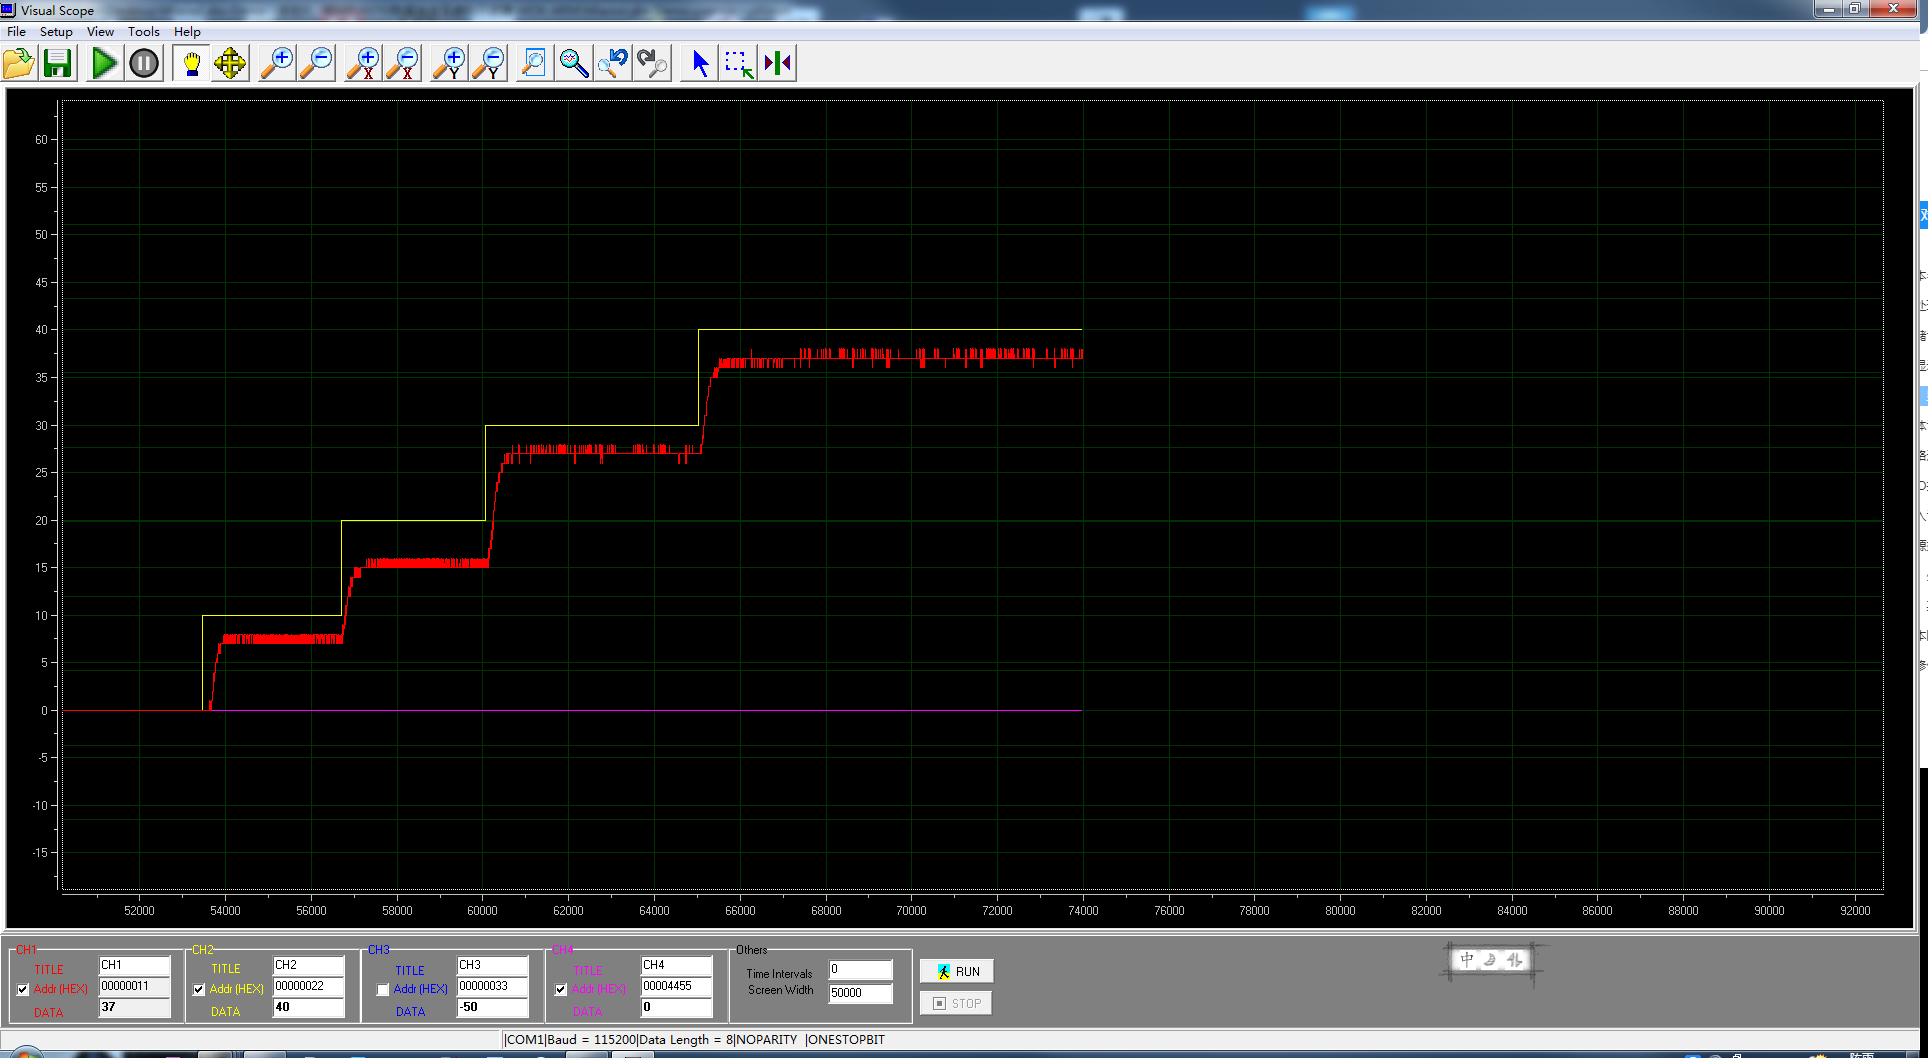 Visual Scope
File Setup View Tools Help
X X Y Y
60
55
50
45
40
35
30
25
20
15
10
5
0
-5
-10
-15
52000 54000 56000 58000 60000 62000 64000 66000 68000 70000 72000 74000 76000 78000 80000 82000 84000 86000 88000 90000 92000
CH1 CH2 CH3 CH4 Others
TITLE CH1 TITLE CH2 TITLE CH3 TITLE CH4 Time Intervals 0
Addr(HEX) 00000011 Addr(HEX) 00000022 Addr(HEX) 00000033 Addr(HEX) 00004455 Screen Width 50000
DATA 37 DATA 40 DATA -50 DATA 0
RUN
STOP
中
|COM1|Baud = 115200|Data Length = 8|NOPARITY |ONESTOPBIT